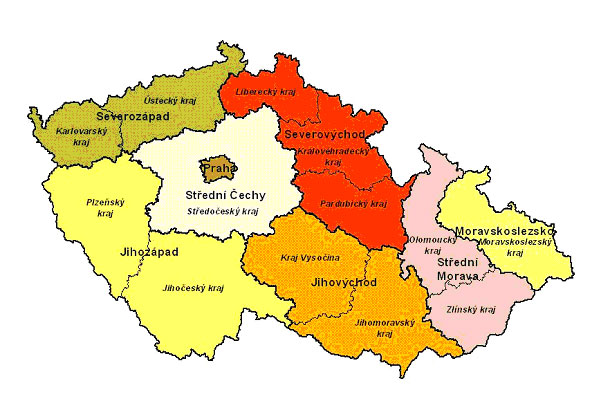 Liberecký kraj
Ústecký kraj
Severozápad
Karlovarský
kraj
Severovýchod
Královehradecký
kraj
Praha
Střední Čechy
Středočeský kraj
Plzeňský
kraj
Pardubický kraj
Moravskoslezsko
Moravskoslezský
kraj
Olomoucký
kraj
Jihozápad
Kraj Vysočina
Střední
Morava
Jihovýchod
Jihočeský kraj
Zlínský kraj
Jihomoravský
kraj